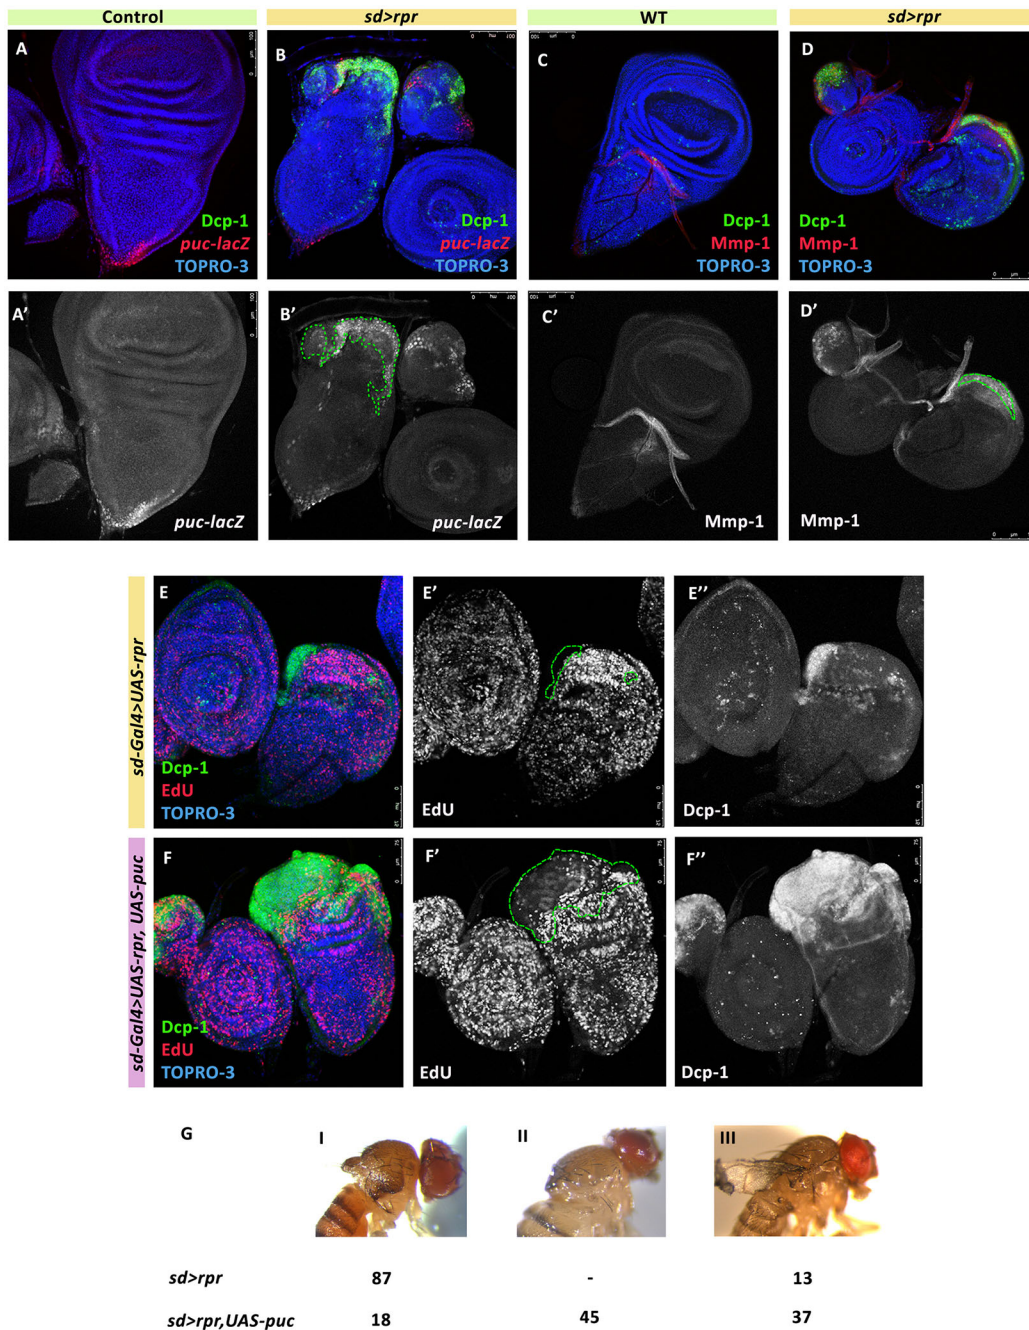 Control
sd>rpr
WT
sd>rpr
A
Dcp-1
puc-lacZ
TOPRO-3
B
Dcp-1
puc-lacZ
TOPRO-3
C
Dcp-1
Mmp-1
TOPRO-3
D
Dcp-1
Mmp-1
TOPRO-3
A'
puc-lacZ
B'
puc-lacZ
C'
Mmp-1
D'
Mmp-1
sd-Gal4>UAS-rpr
E
Dcp-1
EdU
TOPRO-3
E'
EdU
E''
Dcp-1
sd-Gal4>UAS-rpr, UAS-puc
F
Dcp-1
EdU
TOPRO-3
F'
EdU
F''
Dcp-1
G
I
II
III
sd>rpr 87 - 13
sd>rpr,UAS-puc 18 45 37